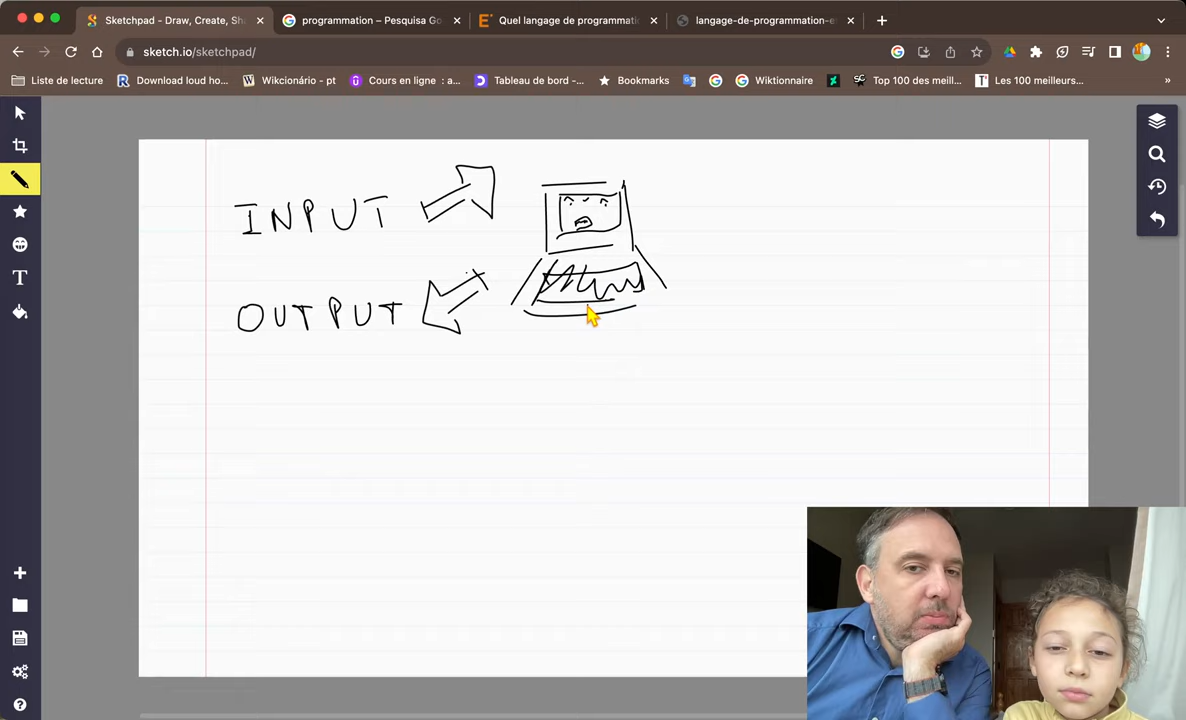 Sketchpad - Draw, Create, Sha
programmation – Pesquisa Go
Quel langage de programmatio
langage-de-programmation-e
sketch.io/sketchpad/
Liste de lecture
Download loud ho...
Wikcionário - pt
Cours en ligne : a...
Tableau de bord -...
Bookmarks
Wiktionnaire
Top 100 des meill...
Les 100 meilleurs...
INPUT
OUTPUT